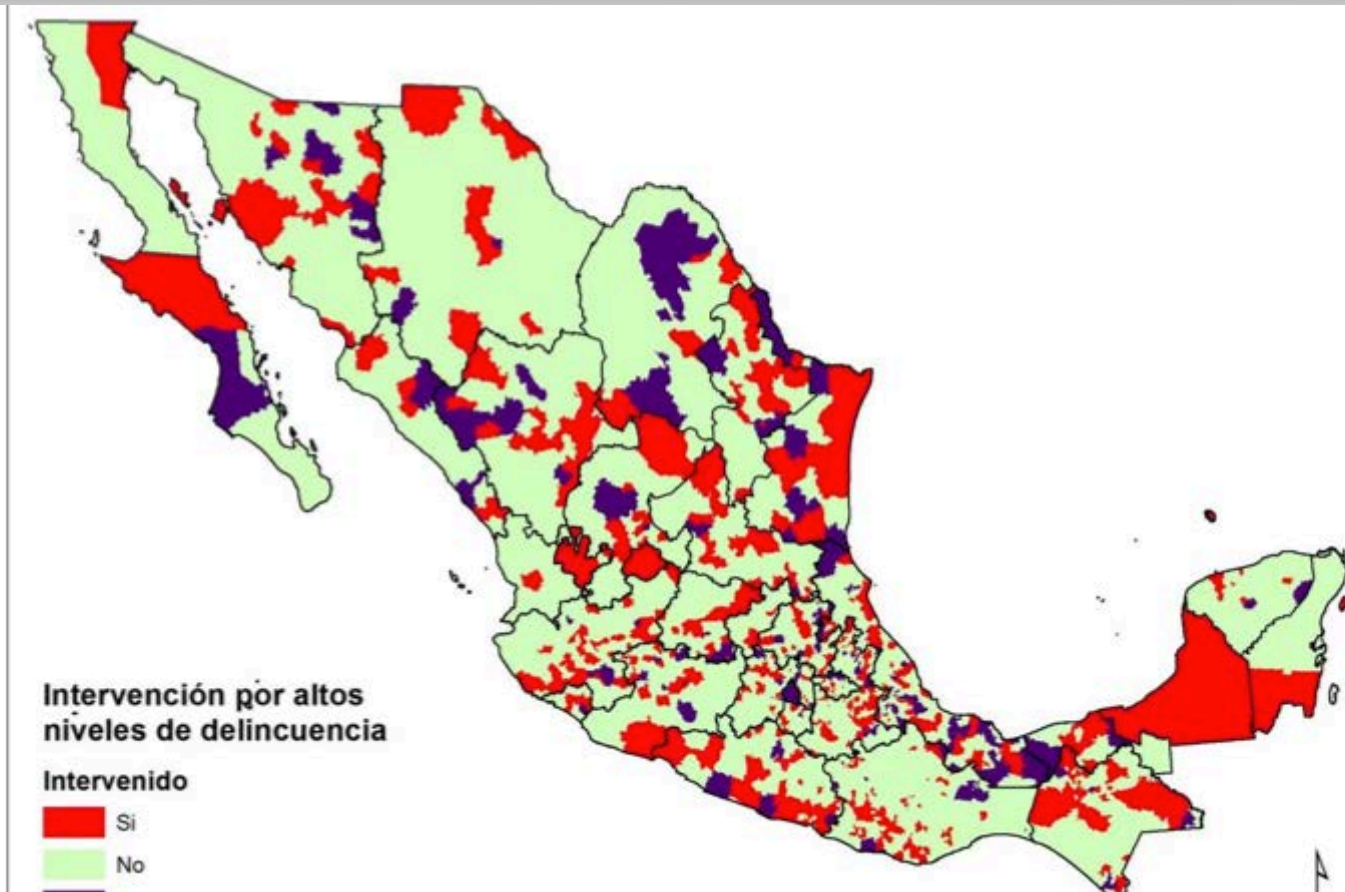 Intervención por altos
niveles de delincuencia
Intervenido
Si
No